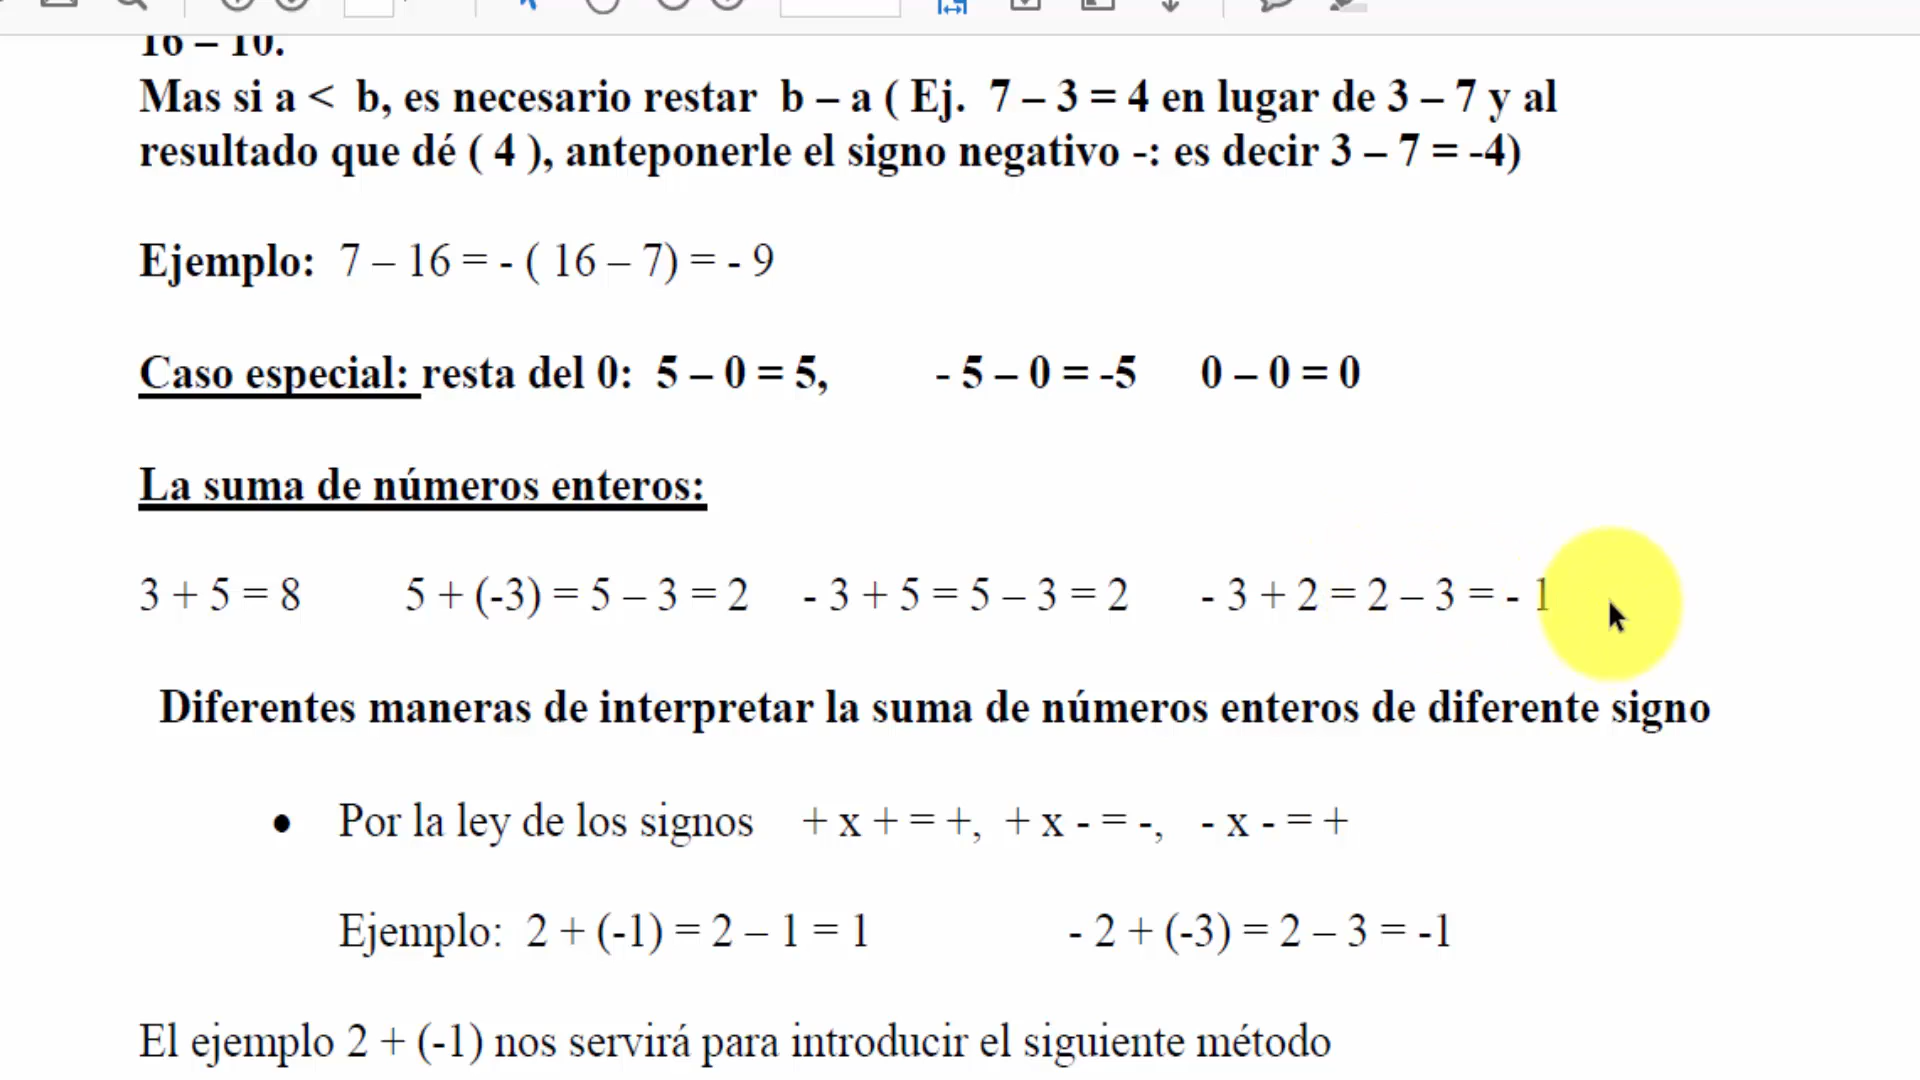 16 – 10.
Mas si a < b, es necesario restar b – a ( Ej. 7 – 3 = 4 en lugar de 3 – 7 y al
resultado que dé ( 4 ), anteponerle el signo negativo -: es decir 3 – 7 = -4)
Ejemplo: 7 – 16 = - ( 16 – 7) = - 9
Caso especial: resta del 0: 5 – 0 = 5, - 5 – 0 = -5 0 – 0 = 0
La suma de números enteros:
3 + 5 = 8 5 + (-3) = 5 – 3 = 2 - 3 + 5 = 5 – 3 = 2 - 3 + 2 = 2 – 3 = - 1
Diferentes maneras de interpretar la suma de números enteros de diferente signo
• Por la ley de los signos + x + = +, + x - = -, - x - = +
Ejemplo: 2 + (-1) = 2 – 1 = 1 - 2 + (-3) = 2 – 3 = -1
El ejemplo 2 + (-1) nos servirá para introducir el siguiente método